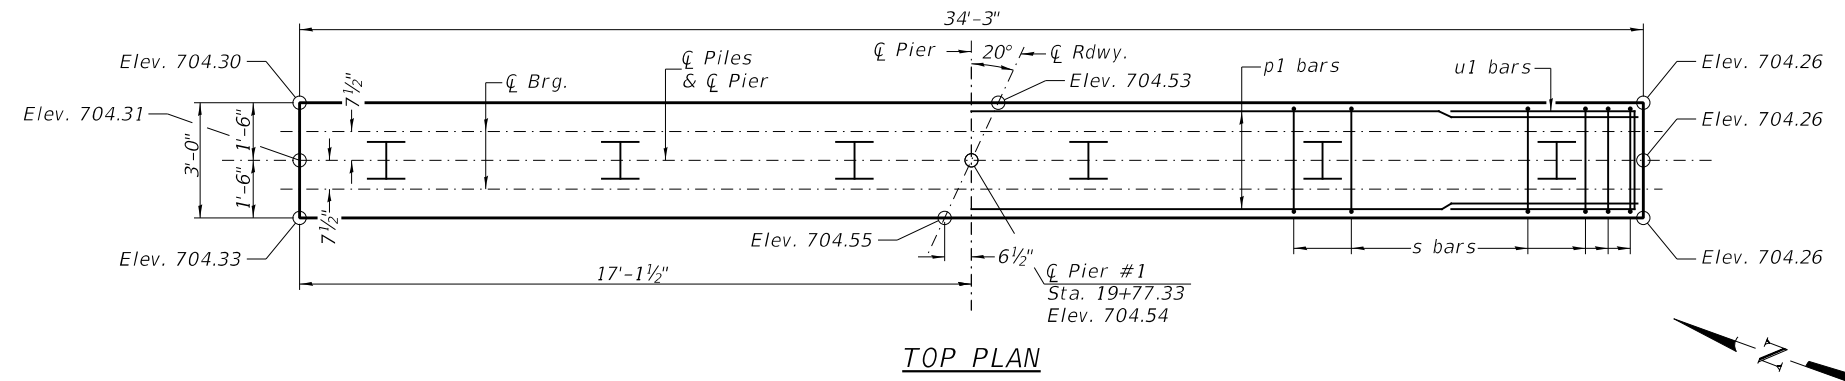 34'-3"
Elev. 704.30
℄ Brg.
℄ Piles
& ℄ Pier
℄ Pier
20°
℄ Rdwy.
Elev. 704.53
p1 bars
u1 bars
Elev. 704.26
Elev. 704.31
7½"
3'-0"
1'-6"
1'-6"
7½"
Elev. 704.26
Elev. 704.33
17'-1½"
Elev. 704.55
6½"
℄ Pier #1
Sta. 19+77.33
Elev. 704.54
s bars
Elev. 704.26
TOP PLAN
N